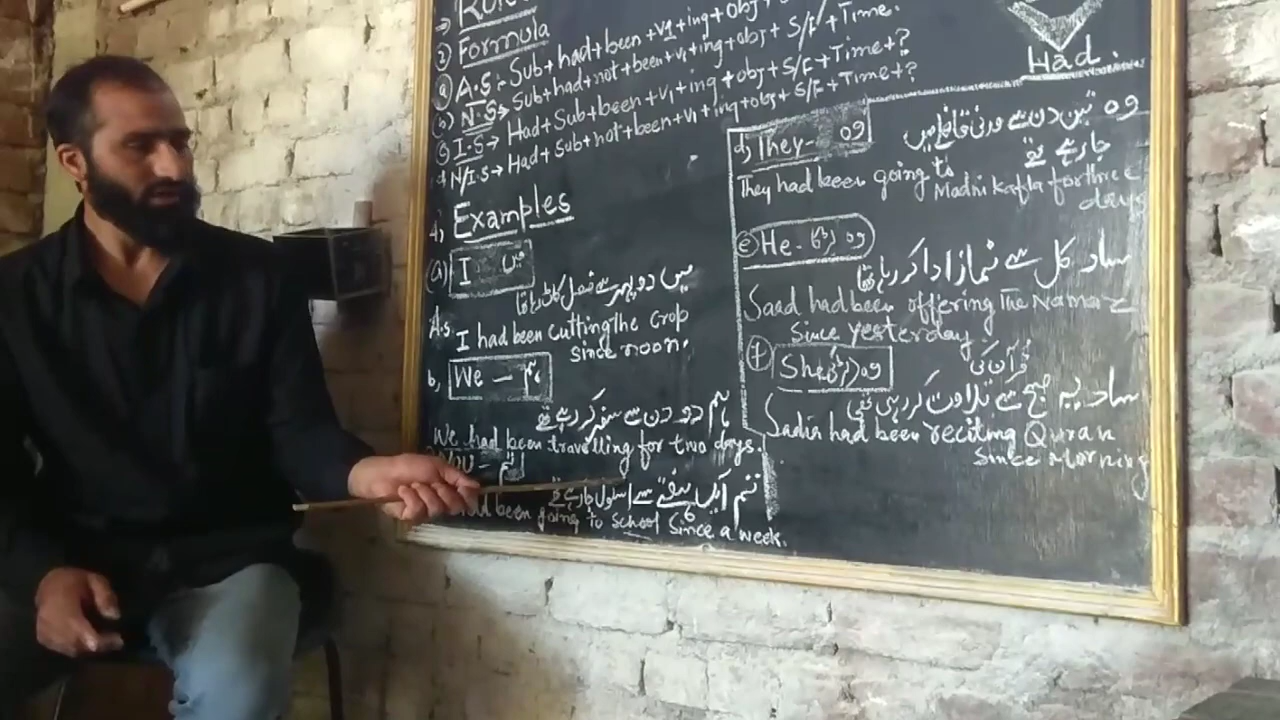 2) Formula
(a) A.S:- Sub+had+been+v1+ing+obj+
(b) N.S→ Sub+had+not+been+v1+ing+obj+S/F+Time.
(c) I.S→ Had+Sub+been+v1+ing+obj+S/F+Time+?
(d) N/I.S→ Had+Sub+not+been+v1+ing+obj+S/F+Time+?
4) Examples
(a) I میں
میں دوپہر سے فصل کاٹ رہا تھا
A.S. I had been cutting The Crop
since noon.
b) We – ہم
ہم دو دن سے سفر کر رہے تھے
We had been travelling for two days.
You – تم
تم ایک ہفتے سے اسکول جا رہے تھے
had been going to School Since a week.
Had
d) They – وہ
وہ تین دن سے مدنی قافلے میں
جا رہے تھے
They had been going to Madni Kafla for three
days
(e) He – وہ
ساد کل سے نماز ادا کر رہا تھا
Saad had been offering The Namaz
Since yesterday.
(f) She وہ
قرآن کی
سادیہ صبح سے تلاوت کر رہی تھی
Sadia had been reciting Quran
Since Morning